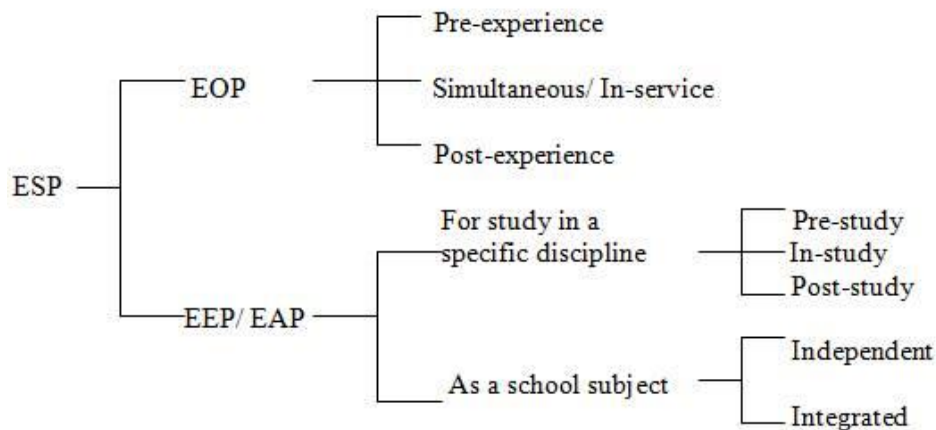 Pre-experience
EOP
Simultaneous/ In-service
Post-experience
ESP
For study in a
specific discipline
Pre-study
In-study
Post-study
EEP/ EAP
Independent
As a school subject
Integrated